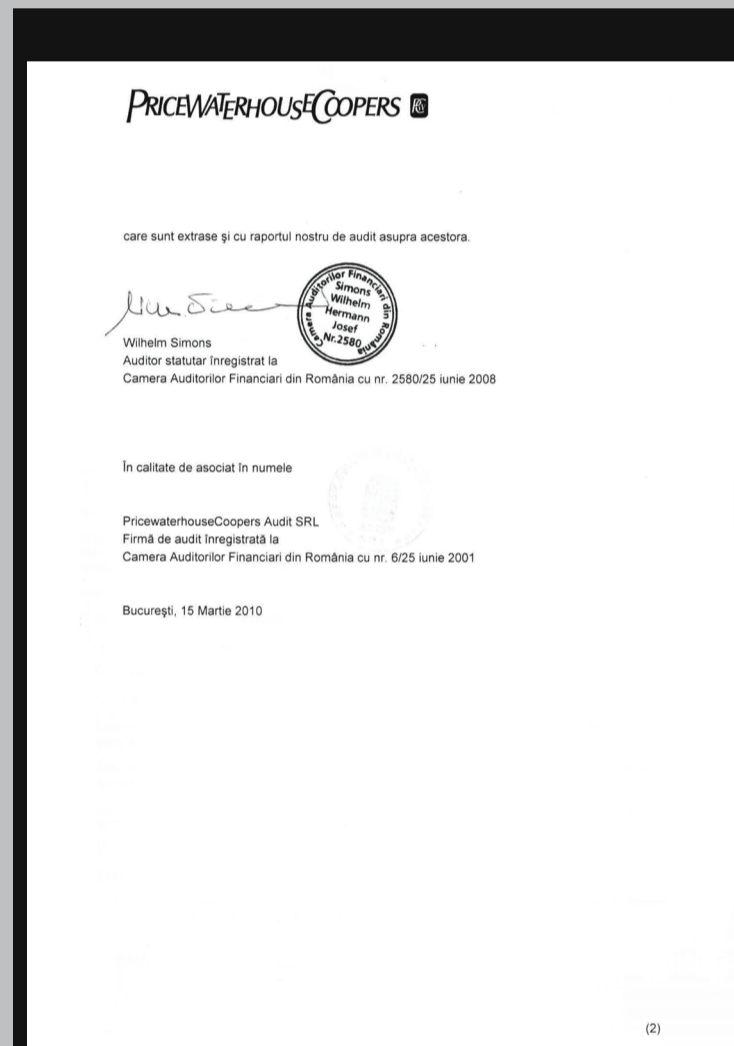 PRICEWATERHOUSECOOPERS PwC
care sunt extrase şi cu raportul nostru de audit asupra acestora.
Camera Auditorilor Financiari din România
Simons
Wilhelm
Hermann
Josef
Nr.2580
Wilhelm Simons
Auditor statutar înregistrat la
Camera Auditorilor Financiari din România cu nr. 2580/25 iunie 2008
În calitate de asociat în numele
PricewaterhouseCoopers Audit SRL
Firmă de audit înregistrată la
Camera Auditorilor Financiari din România cu nr. 6/25 iunie 2001
Bucureşti, 15 Martie 2010
(2)